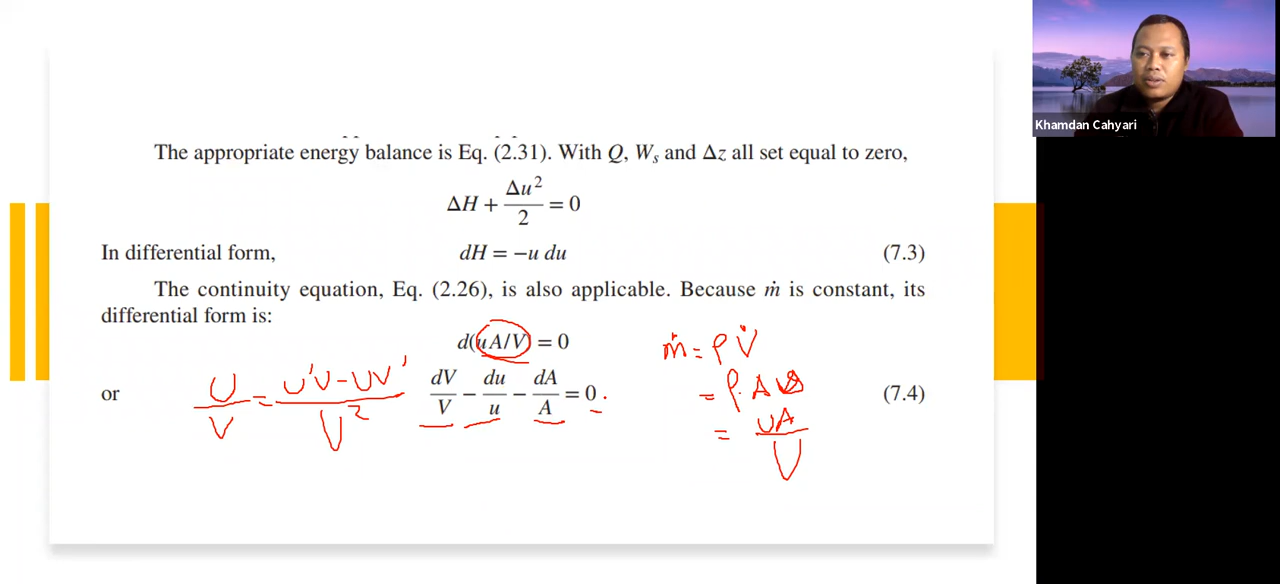 Khamdan Cahyari
The appropriate energy balance is Eq. (2.31). With Q, Wₛ and Δz all set equal to zero,
ΔH + Δu²/2 = 0
In differential form, dH = −u du (7.3)
The continuity equation, Eq. (2.26), is also applicable. Because ṁ is constant, its
differential form is:
d(uA/V) = 0
or dV/V − du/u − dA/A = 0. (7.4)
U/V = U'V − UV'/V²
ṁ = ρV̇
= ρ. A
= UA/V